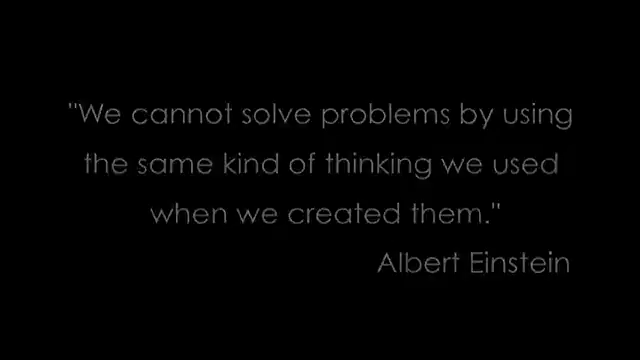 "We cannot solve problems by using
the same kind of thinking we used
when we created them."
Albert Einstein